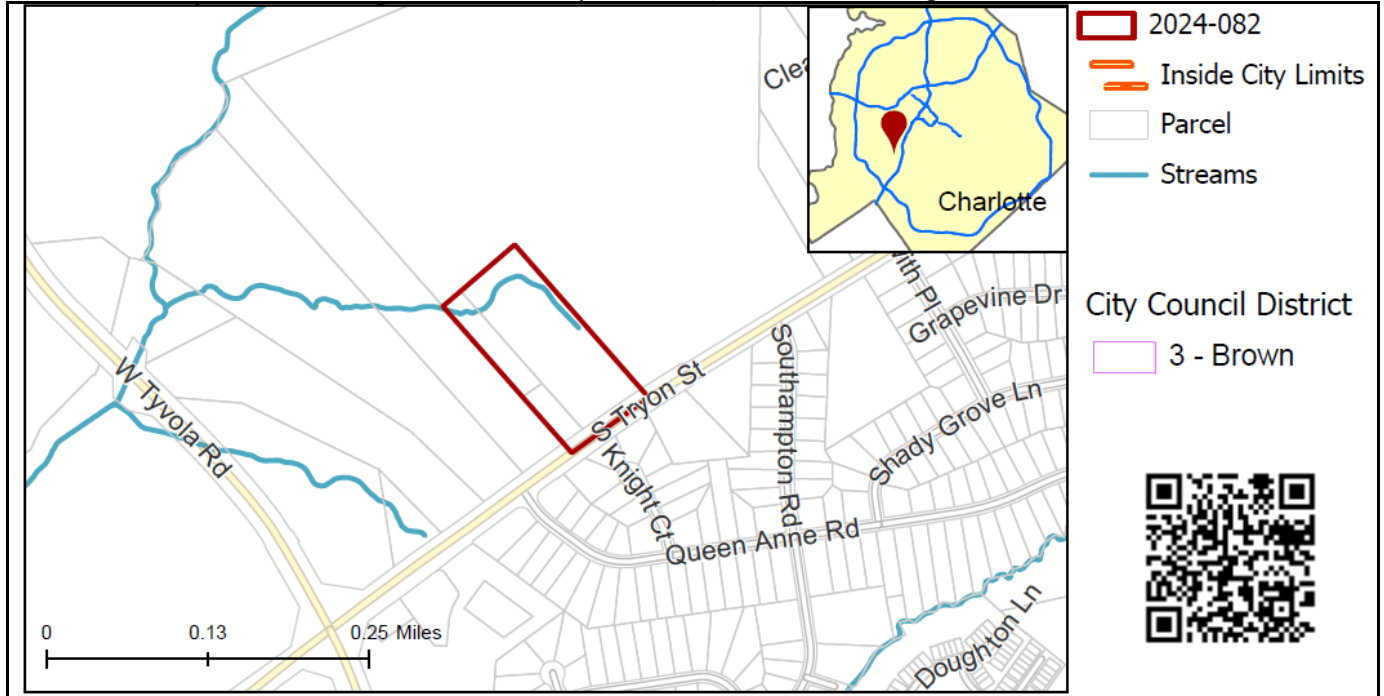 2024-082
Inside City Limits
Parcel
Streams
City Council District
3 - Brown
Charlotte
W Tyvola Rd
S Tryon St
Knight Ct
Queen Anne Rd
Southampton Rd
Shady Grove Ln
Grapevine Dr
Pl
Doughton Ln
0 0.13 0.25 Miles